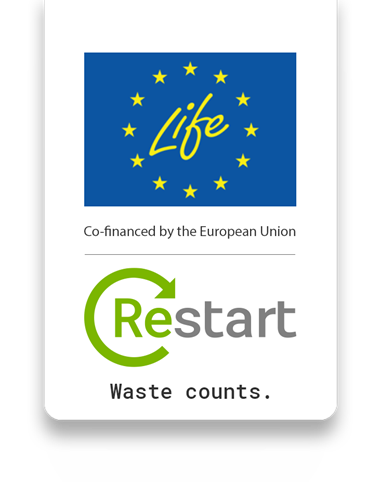 Life
Co-financed by the European Union
Restart
Waste counts.